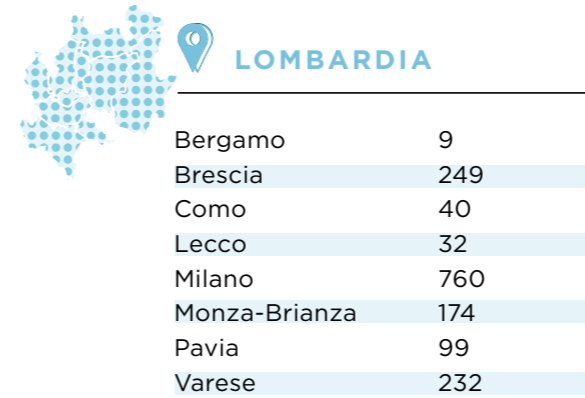 LOMBARDIA
Bergamo 9
Brescia 249
Como 40
Lecco 32
Milano 760
Monza-Brianza 174
Pavia 99
Varese 232